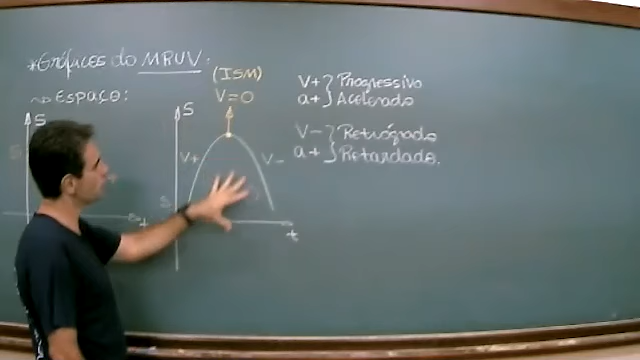 *Gráficos do MRUV:
→ Espaço:
S
t
S
(ISM)
V=0
V+
V-
S
t
V+ } Progressivo
a+ } Acelerado
V- } Retrógrado
a+ } Retardado.